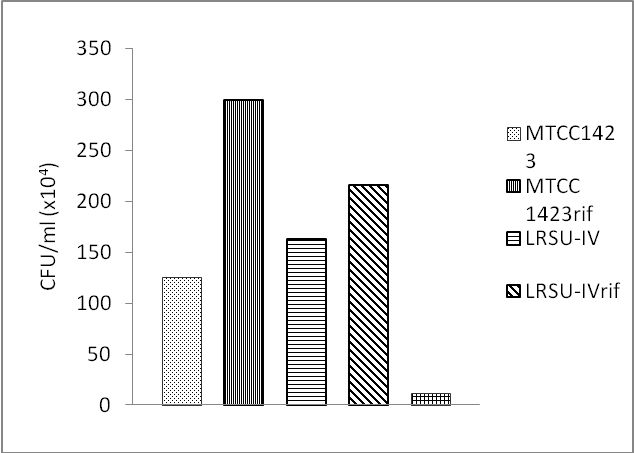 350
300
250
200
150
100
50
0
CFU/ml (x10⁴)
MTCC142
3
MTCC
1423rif
LRSU-IV
LRSU-IVrif